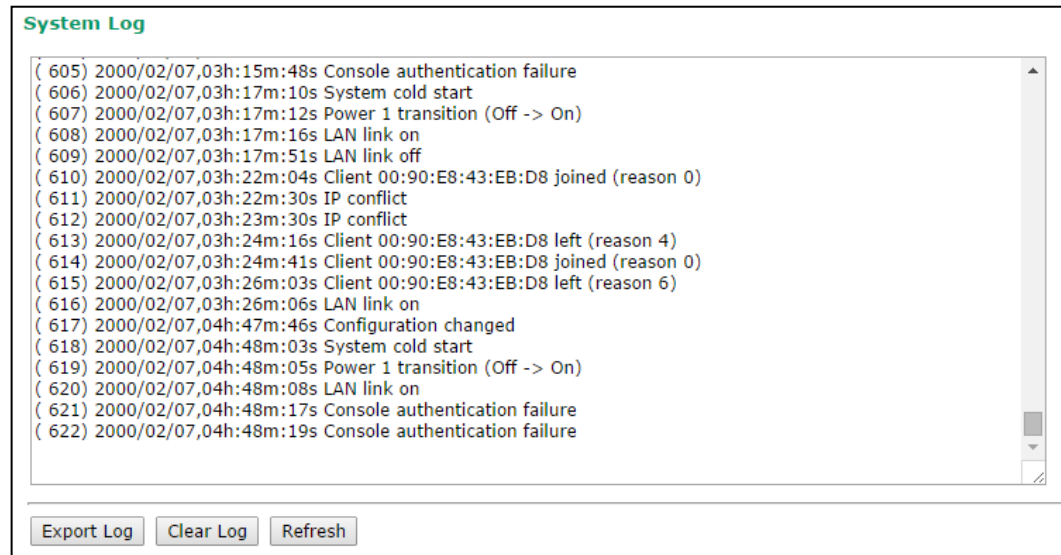 System Log
( 605) 2000/02/07,03h:15m:48s Console authentication failure
( 606) 2000/02/07,03h:17m:10s System cold start
( 607) 2000/02/07,03h:17m:12s Power 1 transition (Off -> On)
( 608) 2000/02/07,03h:17m:16s LAN link on
( 609) 2000/02/07,03h:17m:51s LAN link off
( 610) 2000/02/07,03h:22m:04s Client 00:90:E8:43:EB:D8 joined (reason 0)
( 611) 2000/02/07,03h:22m:30s IP conflict
( 612) 2000/02/07,03h:23m:30s IP conflict
( 613) 2000/02/07,03h:24m:16s Client 00:90:E8:43:EB:D8 left (reason 4)
( 614) 2000/02/07,03h:24m:41s Client 00:90:E8:43:EB:D8 joined (reason 0)
( 615) 2000/02/07,03h:26m:03s Client 00:90:E8:43:EB:D8 left (reason 6)
( 616) 2000/02/07,03h:26m:06s LAN link on
( 617) 2000/02/07,04h:47m:46s Configuration changed
( 618) 2000/02/07,04h:48m:03s System cold start
( 619) 2000/02/07,04h:48m:05s Power 1 transition (Off -> On)
( 620) 2000/02/07,04h:48m:08s LAN link on
( 621) 2000/02/07,04h:48m:17s Console authentication failure
( 622) 2000/02/07,04h:48m:19s Console authentication failure
Export Log Clear Log Refresh